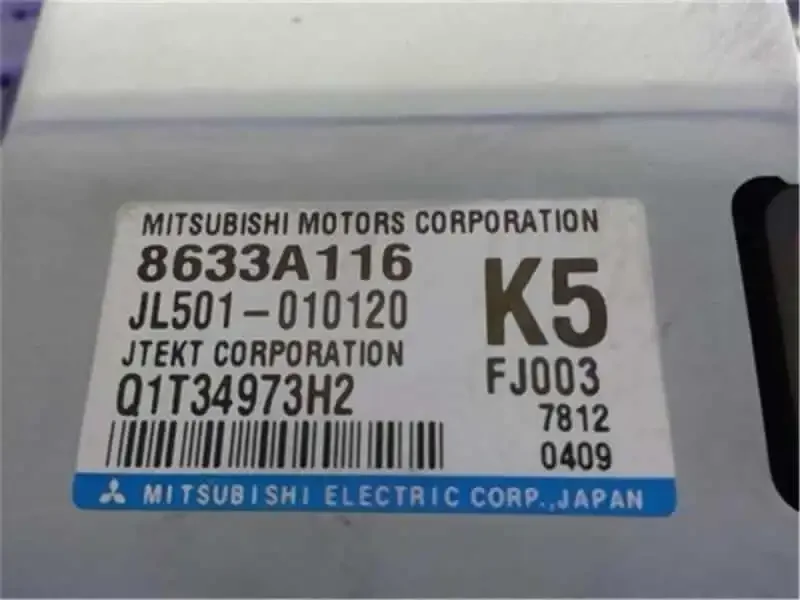 MITSUBISHI MOTORS CORPORATION
8633A116
JL501-010120
K5
JTEKT CORPORATION
FJ003
Q1T34973H2
7812
0409
MITSUBISHI ELECTRIC CORP.,JAPAN